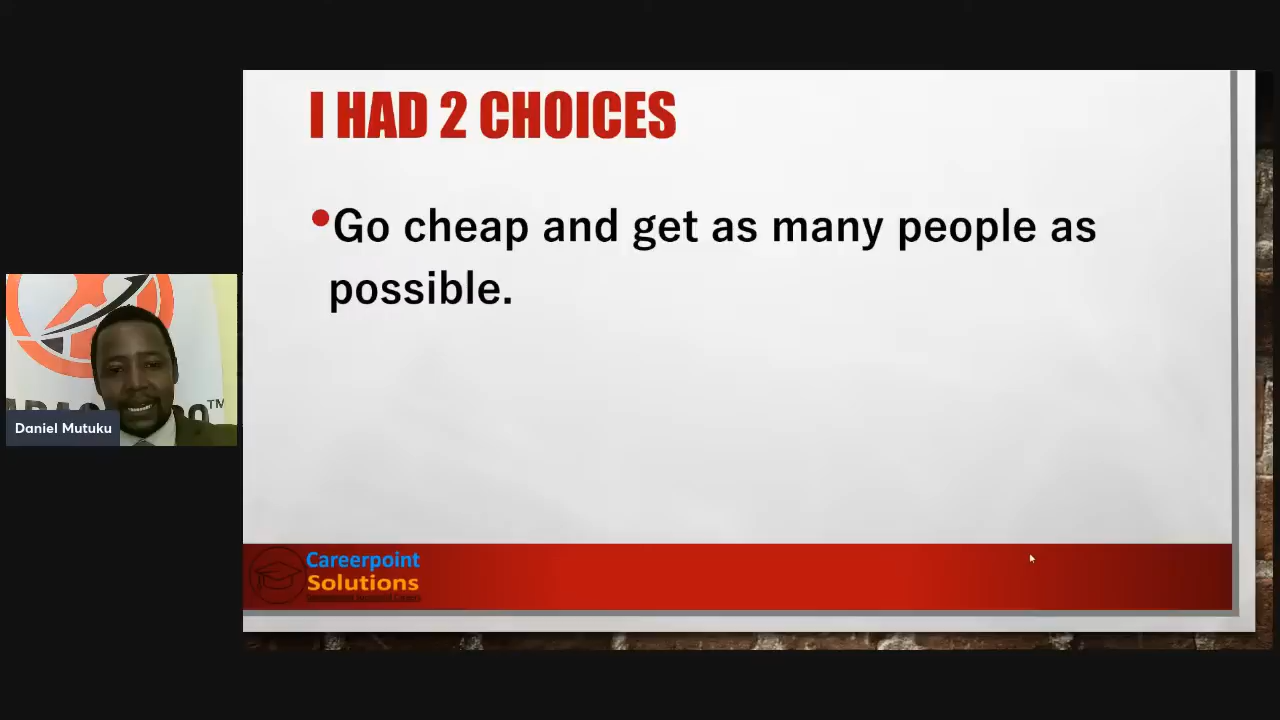 I HAD 2 CHOICES
•Go cheap and get as many people as
possible.
Daniel Mutuku
Careerpoint
Solutions